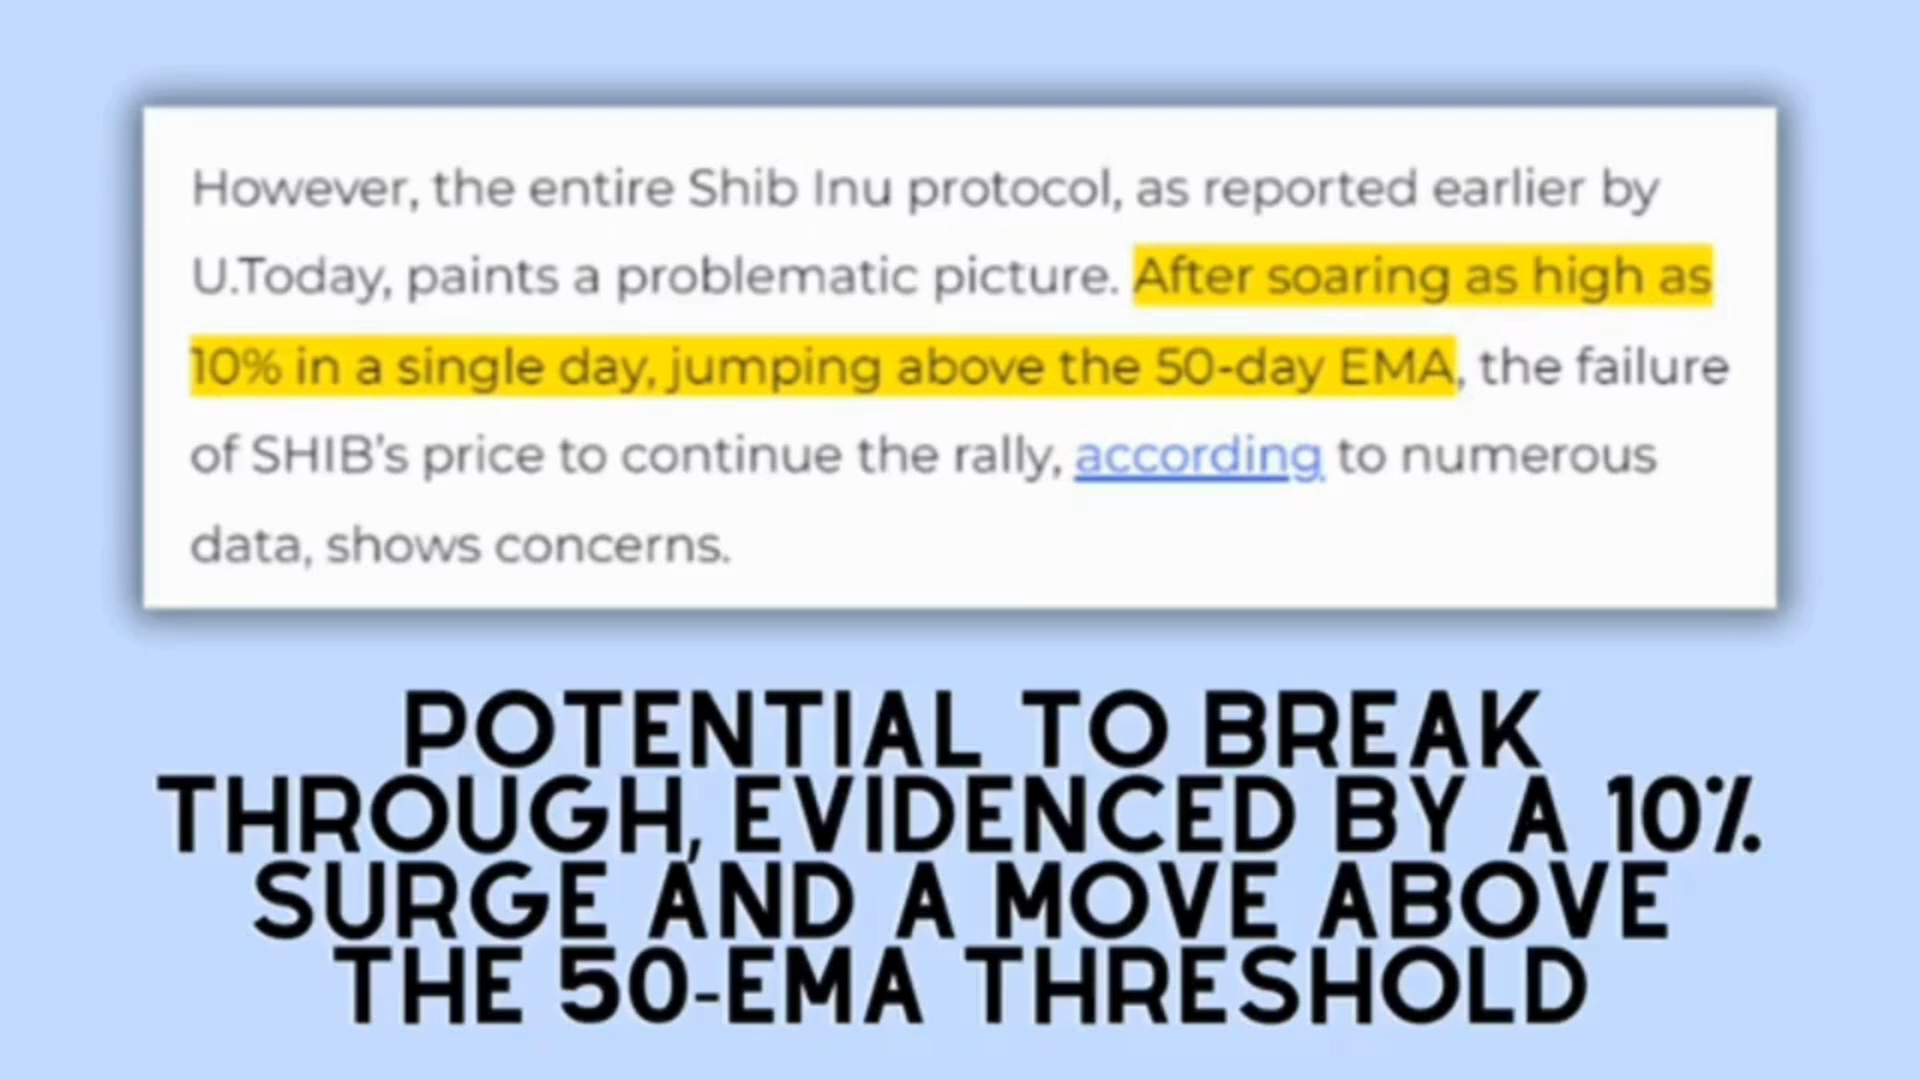 However, the entire Shib Inu protocol, as reported earlier by
U.Today, paints a problematic picture. After soaring as high as
10% in a single day, jumping above the 50-day EMA, the failure
of SHIB's price to continue the rally, according to numerous
data, shows concerns.
POTENTIAL TO BREAK
THROUGH, EVIDENCED BY A 10%
SURGE AND A MOVE ABOVE
THE 50-EMA THRESHOLD